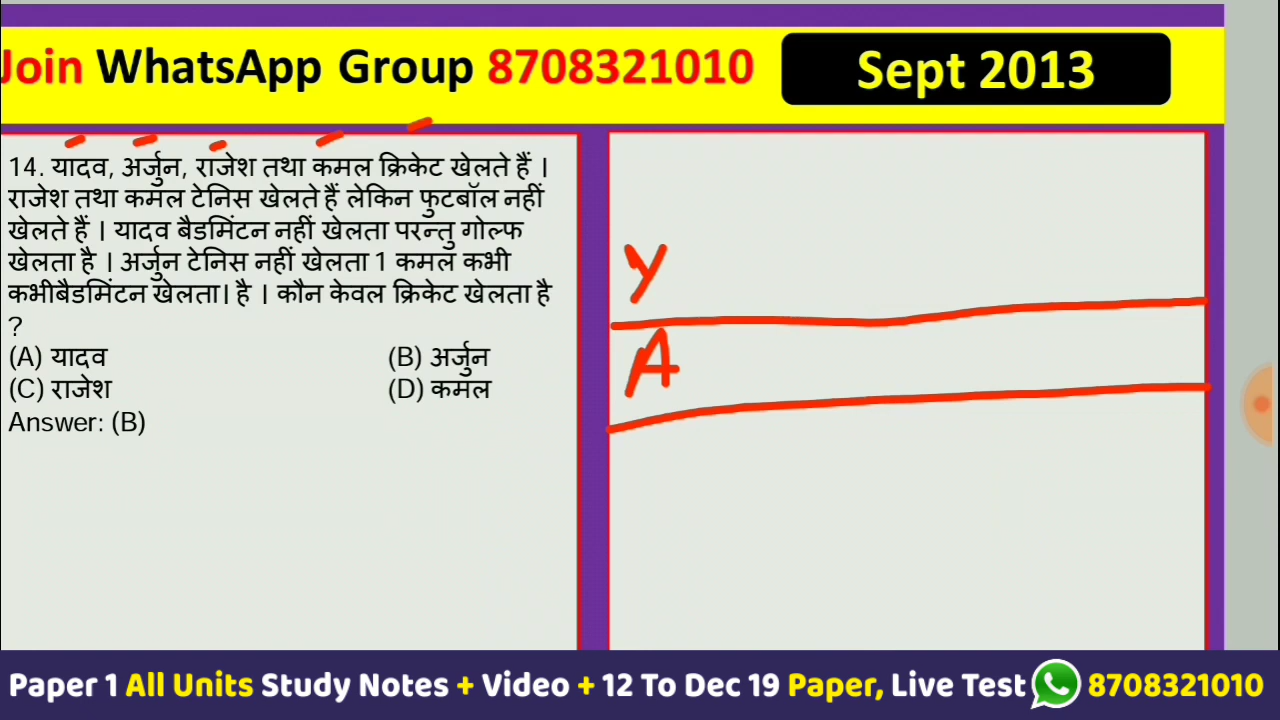 Join WhatsApp Group 8708321010
Sept 2013
14. यादव, अर्जुन, राजेश तथा कमल क्रिकेट खेलते हैं ।
राजेश तथा कमल टेनिस खेलते हैं लेकिन फुटबॉल नहीं
खेलते हैं । यादव बैडमिंटन नहीं खेलता परन्तु गोल्फ
खेलता है । अर्जुन टेनिस नहीं खेलता 1 कमल कभी
कभीबैडमिंटन खेलता। है । कौन केवल क्रिकेट खेलता है
?
(A) यादव (B) अर्जुन
(C) राजेश (D) कमल
Answer: (B)
Y
A
Paper 1 All Units Study Notes + Video + 12 To Dec 19 Paper, Live Test 8708321010